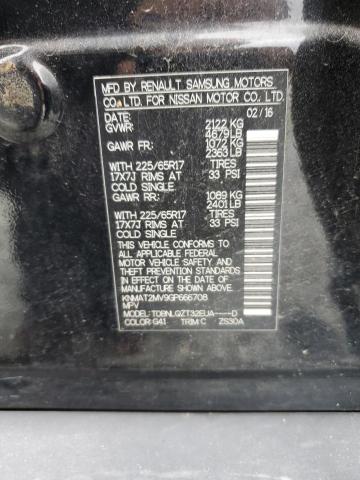 MFD BY RENAULT SAMSUNG MOTORS
CO., LTD. FOR NISSAN MOTOR CO., LTD.
DATE: 02/16
GVWR: 2122 KG
4679 LB
GAWR FR: 1072 KG
2363 LB
WITH 225/65R17 TIRES
17X7J RIMS AT 33 PSI
COLD SINGLE
GAWR RR: 1089 KG
2401 LB
WITH 225/65R17 TIRES
17X7J RIMS AT 33 PSI
COLD SINGLE
THIS VEHICLE CONFORMS TO ALL
APPLICABLE FEDERAL MOTOR VEHICLE
SAFETY AND THEFT PREVENTION STANDARDS
IN EFFECT ON THE DATE OF
MANUFACTURE SHOWN ABOVE.
KNMAT2MV9GP666708
MPV
MODEL: T0BNLQZT32EUA-----D
COLOR: G41 TRIM: C ZS30A